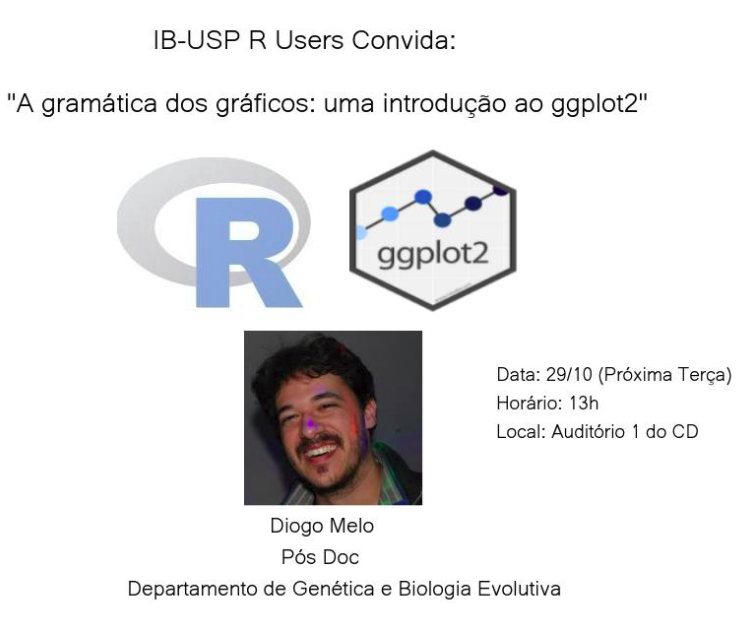 IB-USP R Users Convida:
"A gramática dos gráficos: uma introdução ao ggplot2"
R
ggplot2
Data: 29/10 (Próxima Terça)
Horário: 13h
Local: Auditório 1 do CD
Diogo Melo
Pós Doc
Departamento de Genética e Biologia Evolutiva